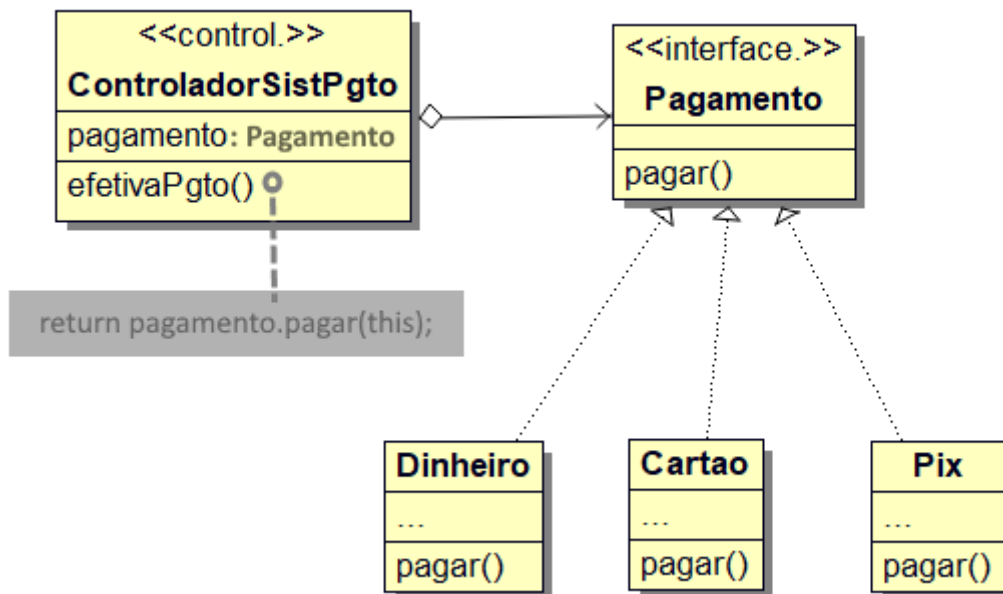 <<control.>>
ControladorSistPgto
pagamento: Pagamento
efetivaPgto()
return pagamento.pagar(this);
<<interface.>>
Pagamento
pagar()
Dinheiro
...
pagar()
Cartao
...
pagar()
Pix
...
pagar()